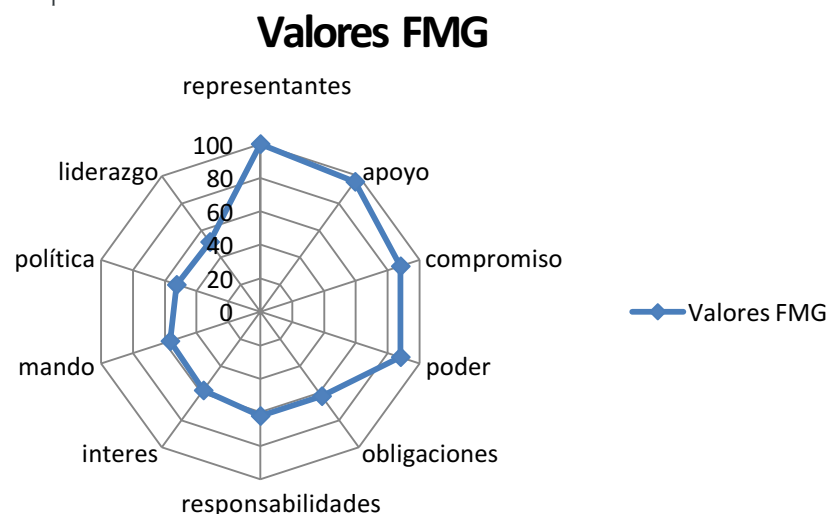 Valores FMG
representantes
apoyo
compromiso
poder
obligaciones
responsabilidades
interes
mando
política
liderazgo
100
80
60
40
20
0
Valores FMG